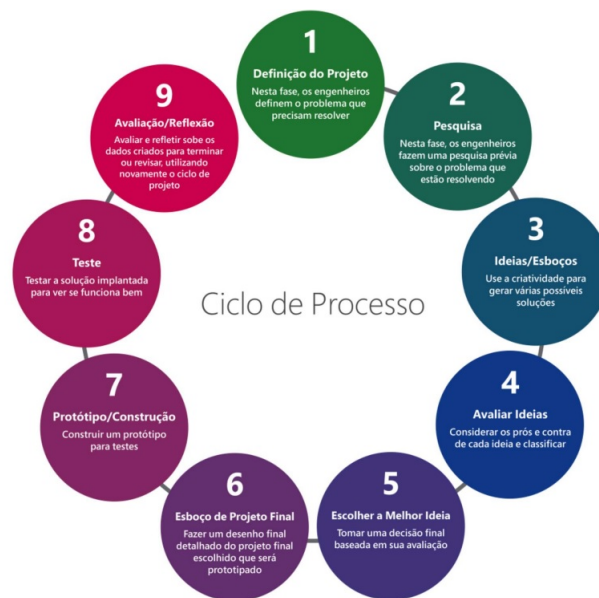 1
Definição do Projeto
Nesta fase, os engenheiros
definem o problema que
precisam resolver
2
Pesquisa
Nesta fase, os engenheiros
fazem uma pesquisa prévia
sobre o problema que
estão resolvendo
3
Ideias/Esboços
Use a criatividade para
gerar várias possíveis
soluções
4
Avaliar Ideias
Considerar os prós e contra
de cada ideia e classificar
5
Escolher a Melhor Ideia
Tomar uma decisão final
baseada em sua avaliação
6
Esboço de Projeto Final
Fazer um desenho final
detalhado do projeto final
escolhido que será
prototipado
7
Protótipo/Construção
Construir um protótipo
para testes
8
Teste
Testar a solução implantada
para ver se funciona bem
9
Avaliação/Reflexão
Avaliar e refletir sobe os
dados criados para terminar
ou revisar, utilizando
novamente o ciclo de
projeto
Ciclo de Processo